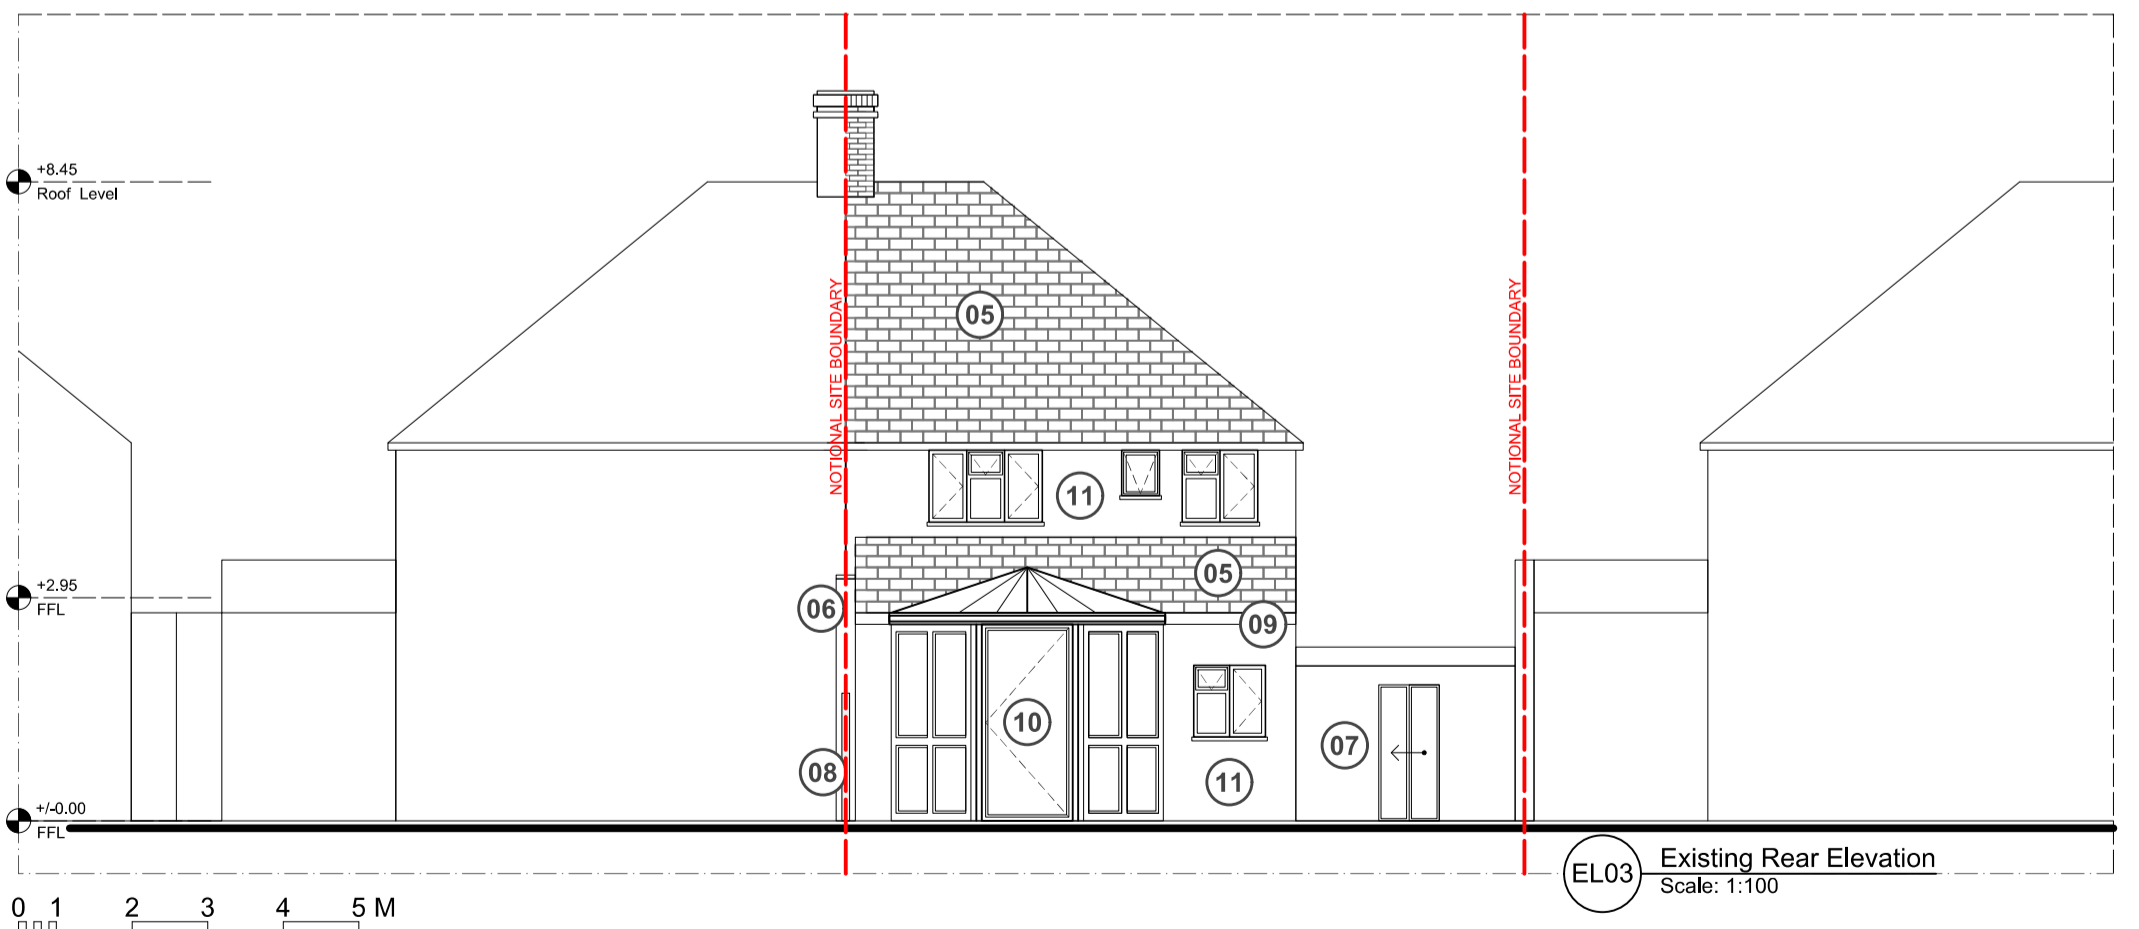 +8.45
Roof Level
NOTIONAL SITE BOUNDARY
NOTIONAL SITE BOUNDARY
05
11
05
+2.95
FFL
06
09
10
07
08
11
+/-0.00
FFL
EL03
Existing Rear Elevation
Scale: 1:100
0 1 2 3 4 5 M